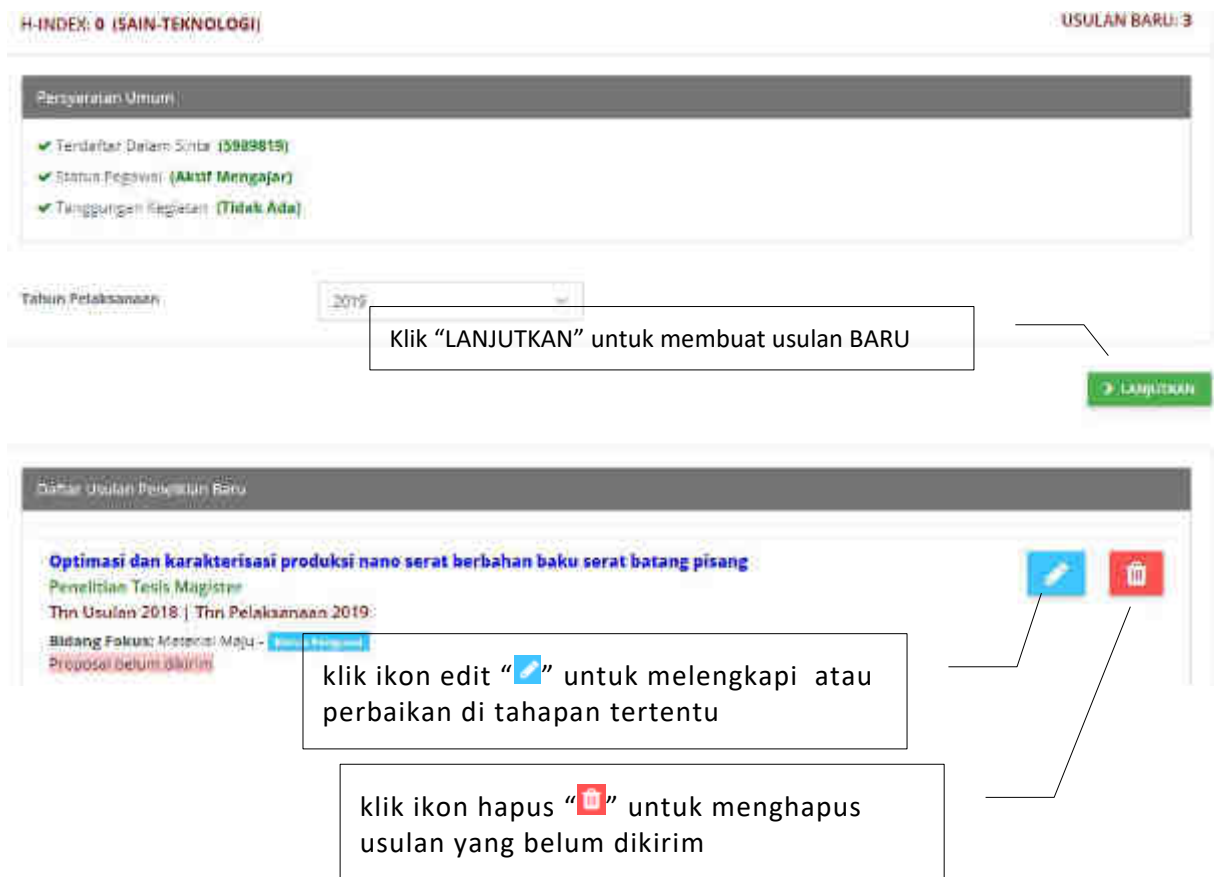 H-INDEX: 0 (SAIN-TEKNOLOGI)
USULAN BARU: 3
Persyaratan Umum
Terdaftar Dalam Sinta (5989819)
Status Pegawai (Aktif Mengajar)
Tanggungan Kegiatan (Tidak Ada)
Tahun Pelaksanaan
2019
Klik “LANJUTKAN” untuk membuat usulan BARU
LANJUTKAN
Daftar Usulan Penelitian Baru
Optimasi dan karakterisasi produksi nano serat berbahan baku serat batang pisang
Penelitian Tesis Magister
Thn Usulan 2018 | Thn Pelaksanaan 2019
Bidang Fokus: Material Maju -
Proposal belum dikirim
klik ikon edit “ ” untuk melengkapi atau
perbaikan di tahapan tertentu
klik ikon hapus “ ” untuk menghapus
usulan yang belum dikirim